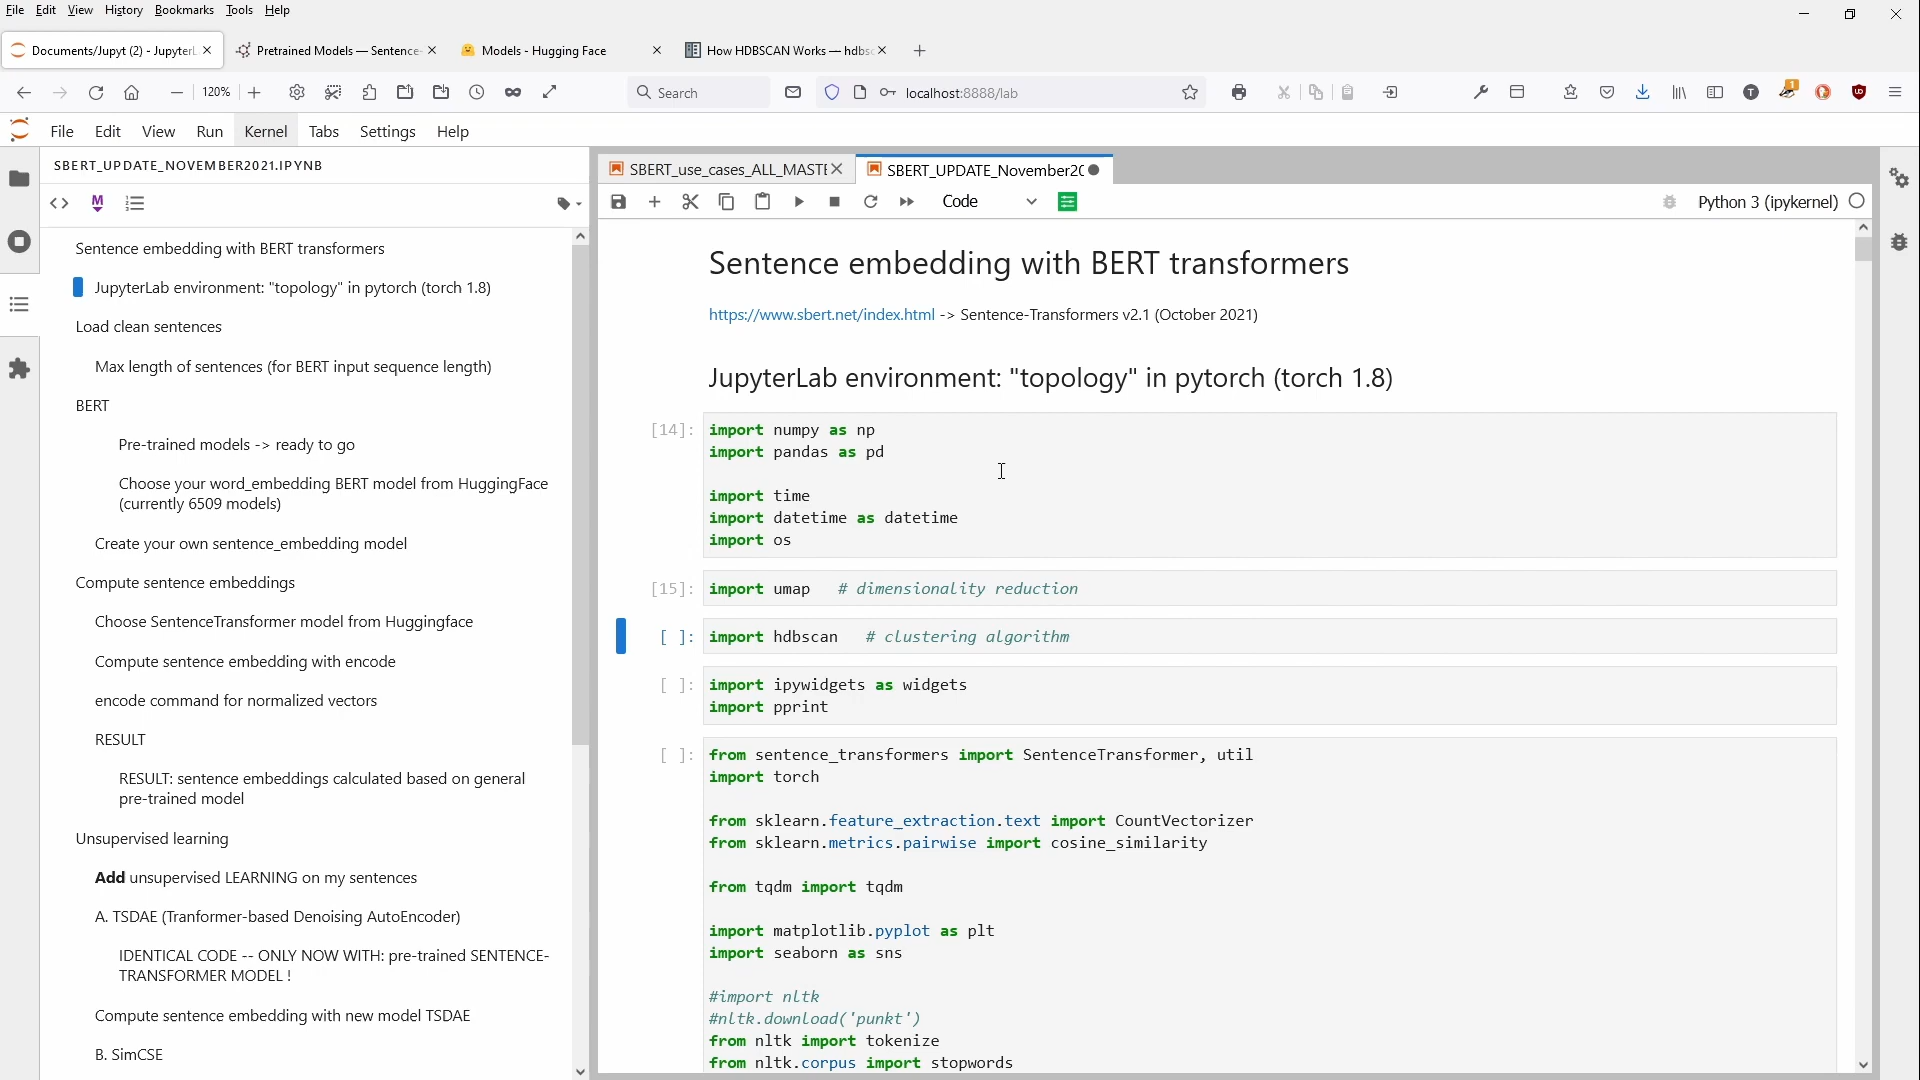 File Edit View History Bookmarks Tools Help
Documents/Jupyt (2) - JupyterL
Pretrained Models — Sentence-
Models - Hugging Face
How HDBSCAN Works — hdbsc
120%
Search
localhost:8888/lab
File Edit View Run Kernel Tabs Settings Help
SBERT_UPDATE_NOVEMBER2021.IPYNB
Sentence embedding with BERT transformers
JupyterLab environment: "topology" in pytorch (torch 1.8)
Load clean sentences
Max length of sentences (for BERT input sequence length)
BERT
Pre-trained models -> ready to go
Choose your word_embedding BERT model from HuggingFace
(currently 6509 models)
Create your own sentence_embedding model
Compute sentence embeddings
Choose SentenceTransformer model from Huggingface
Compute sentence embedding with encode
encode command for normalized vectors
RESULT
RESULT: sentence embeddings calculated based on general
pre-trained model
Unsupervised learning
Add unsupervised LEARNING on my sentences
A. TSDAE (Tranformer-based Denoising AutoEncoder)
IDENTICAL CODE -- ONLY NOW WITH: pre-trained SENTENCE-
TRANSFORMER MODEL !
Compute sentence embedding with new model TSDAE
B. SimCSE
SBERT_use_cases_ALL_MASTE
SBERT_UPDATE_November20
Code
Python 3 (ipykernel)
Sentence embedding with BERT transformers
https://www.sbert.net/index.html -> Sentence-Transformers v2.1 (October 2021)
JupyterLab environment: "topology" in pytorch (torch 1.8)
[14]: import numpy as np
import pandas as pd
import time
import datetime as datetime
import os
[15]: import umap # dimensionality reduction
[ ]: import hdbscan # clustering algorithm
[ ]: import ipywidgets as widgets
import pprint
[ ]: from sentence_transformers import SentenceTransformer, util
import torch
from sklearn.feature_extraction.text import CountVectorizer
from sklearn.metrics.pairwise import cosine_similarity
from tqdm import tqdm
import matplotlib.pyplot as plt
import seaborn as sns
#import nltk
#nltk.download('punkt')
from nltk import tokenize
from nltk.corpus import stopwords